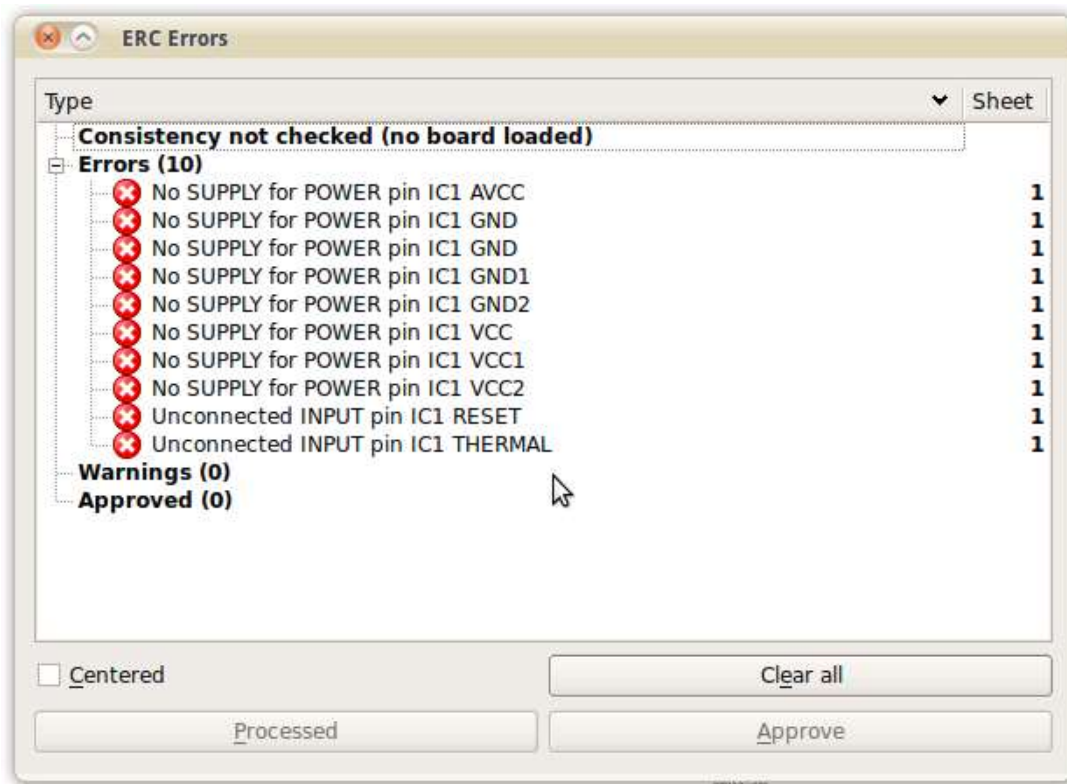 ERC Errors
Type Sheet
Consistency not checked (no board loaded)
Errors (10)
No SUPPLY for POWER pin IC1 AVCC 1
No SUPPLY for POWER pin IC1 GND 1
No SUPPLY for POWER pin IC1 GND 1
No SUPPLY for POWER pin IC1 GND1 1
No SUPPLY for POWER pin IC1 GND2 1
No SUPPLY for POWER pin IC1 VCC 1
No SUPPLY for POWER pin IC1 VCC1 1
No SUPPLY for POWER pin IC1 VCC2 1
Unconnected INPUT pin IC1 RESET 1
Unconnected INPUT pin IC1 THERMAL 1
Warnings (0)
Approved (0)
Centered Clear all
Processed Approve